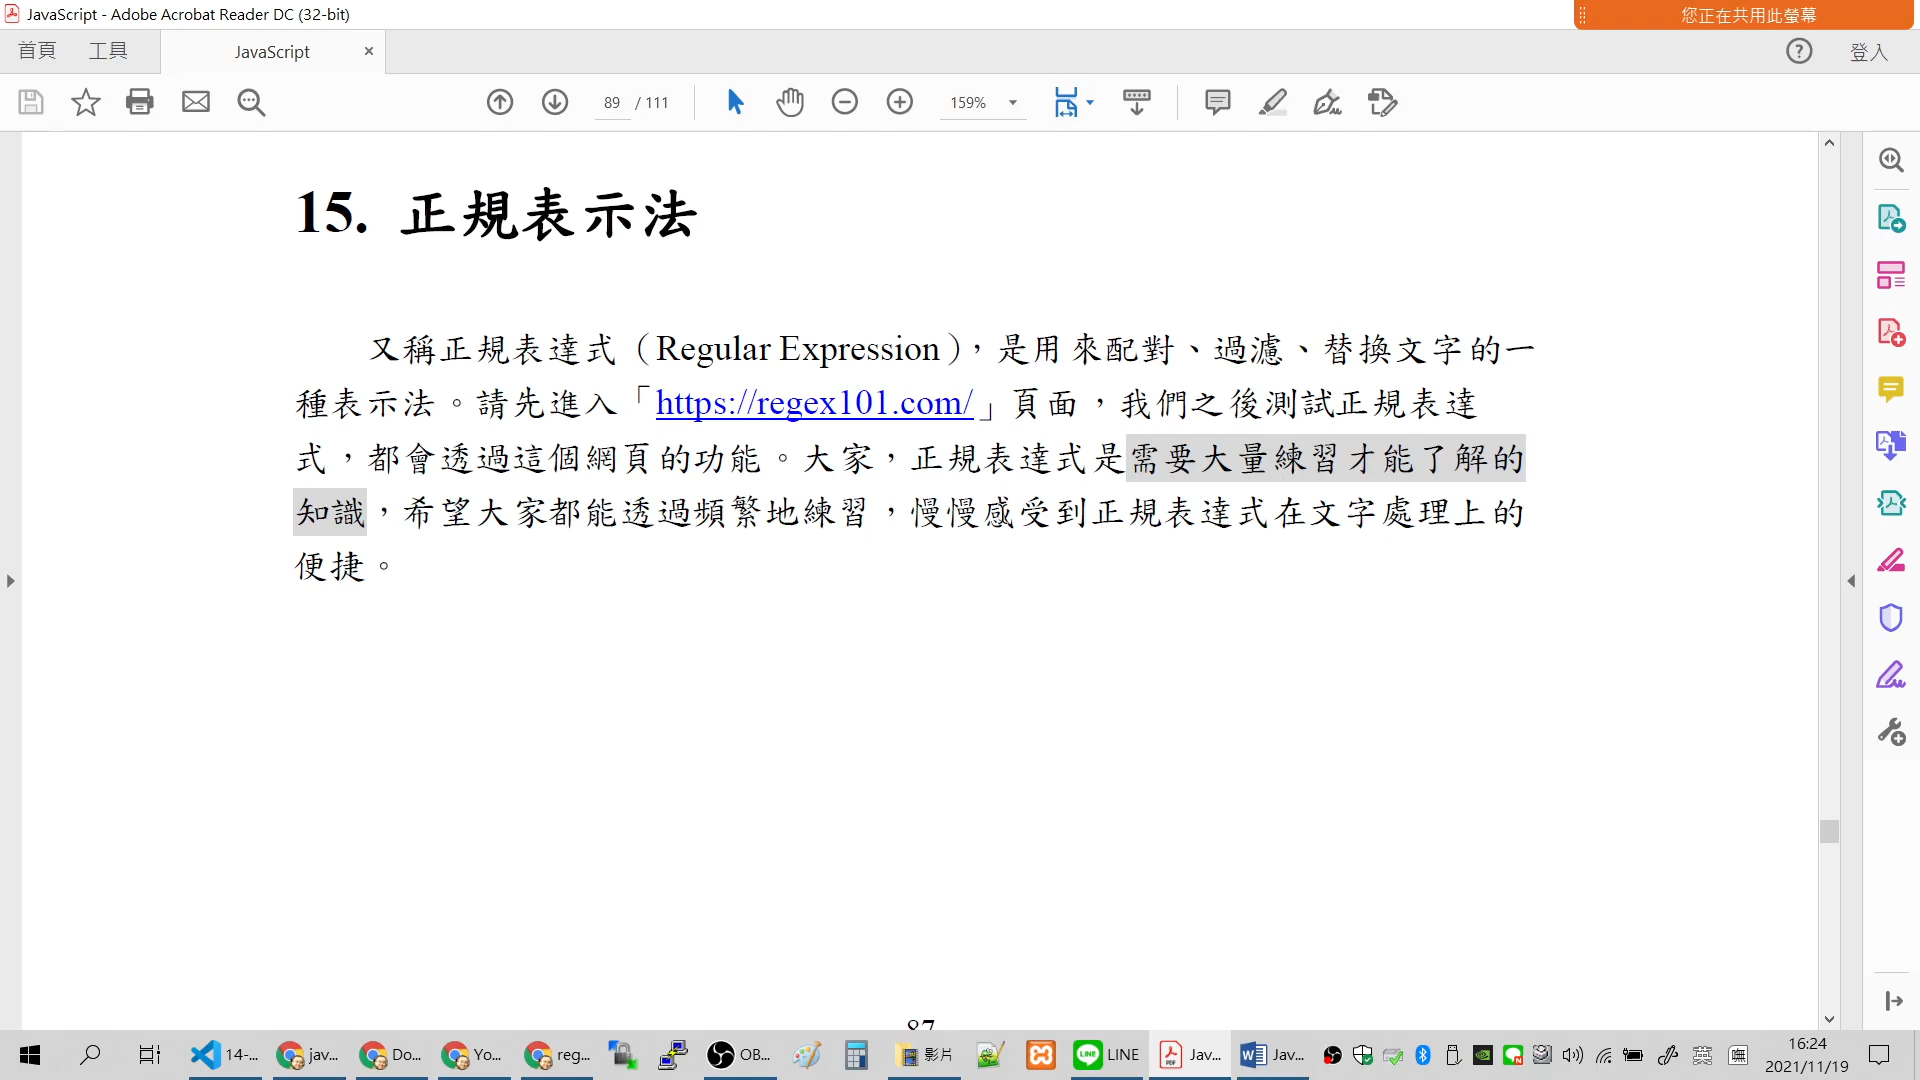 JavaScript - Adobe Acrobat Reader DC (32-bit)
您正在共用此螢幕
首頁 工具 JavaScript × 登入
89 / 111 159%
15. 正規表示法
又稱正規表達式（Regular Expression），是用來配對、過濾、替換文字的一
種表示法。請先進入「https://regex101.com/」頁面，我們之後測試正規表達
式，都會透過這個網頁的功能。大家，正規表達式是需要大量練習才能了解的
知識，希望大家都能透過頻繁地練習，慢慢感受到正規表達式在文字處理上的
便捷。
87
14-... jav... Do... Yo... reg... OB... 影片 LINE Jav... Jav... 英
16:24
2021/11/19